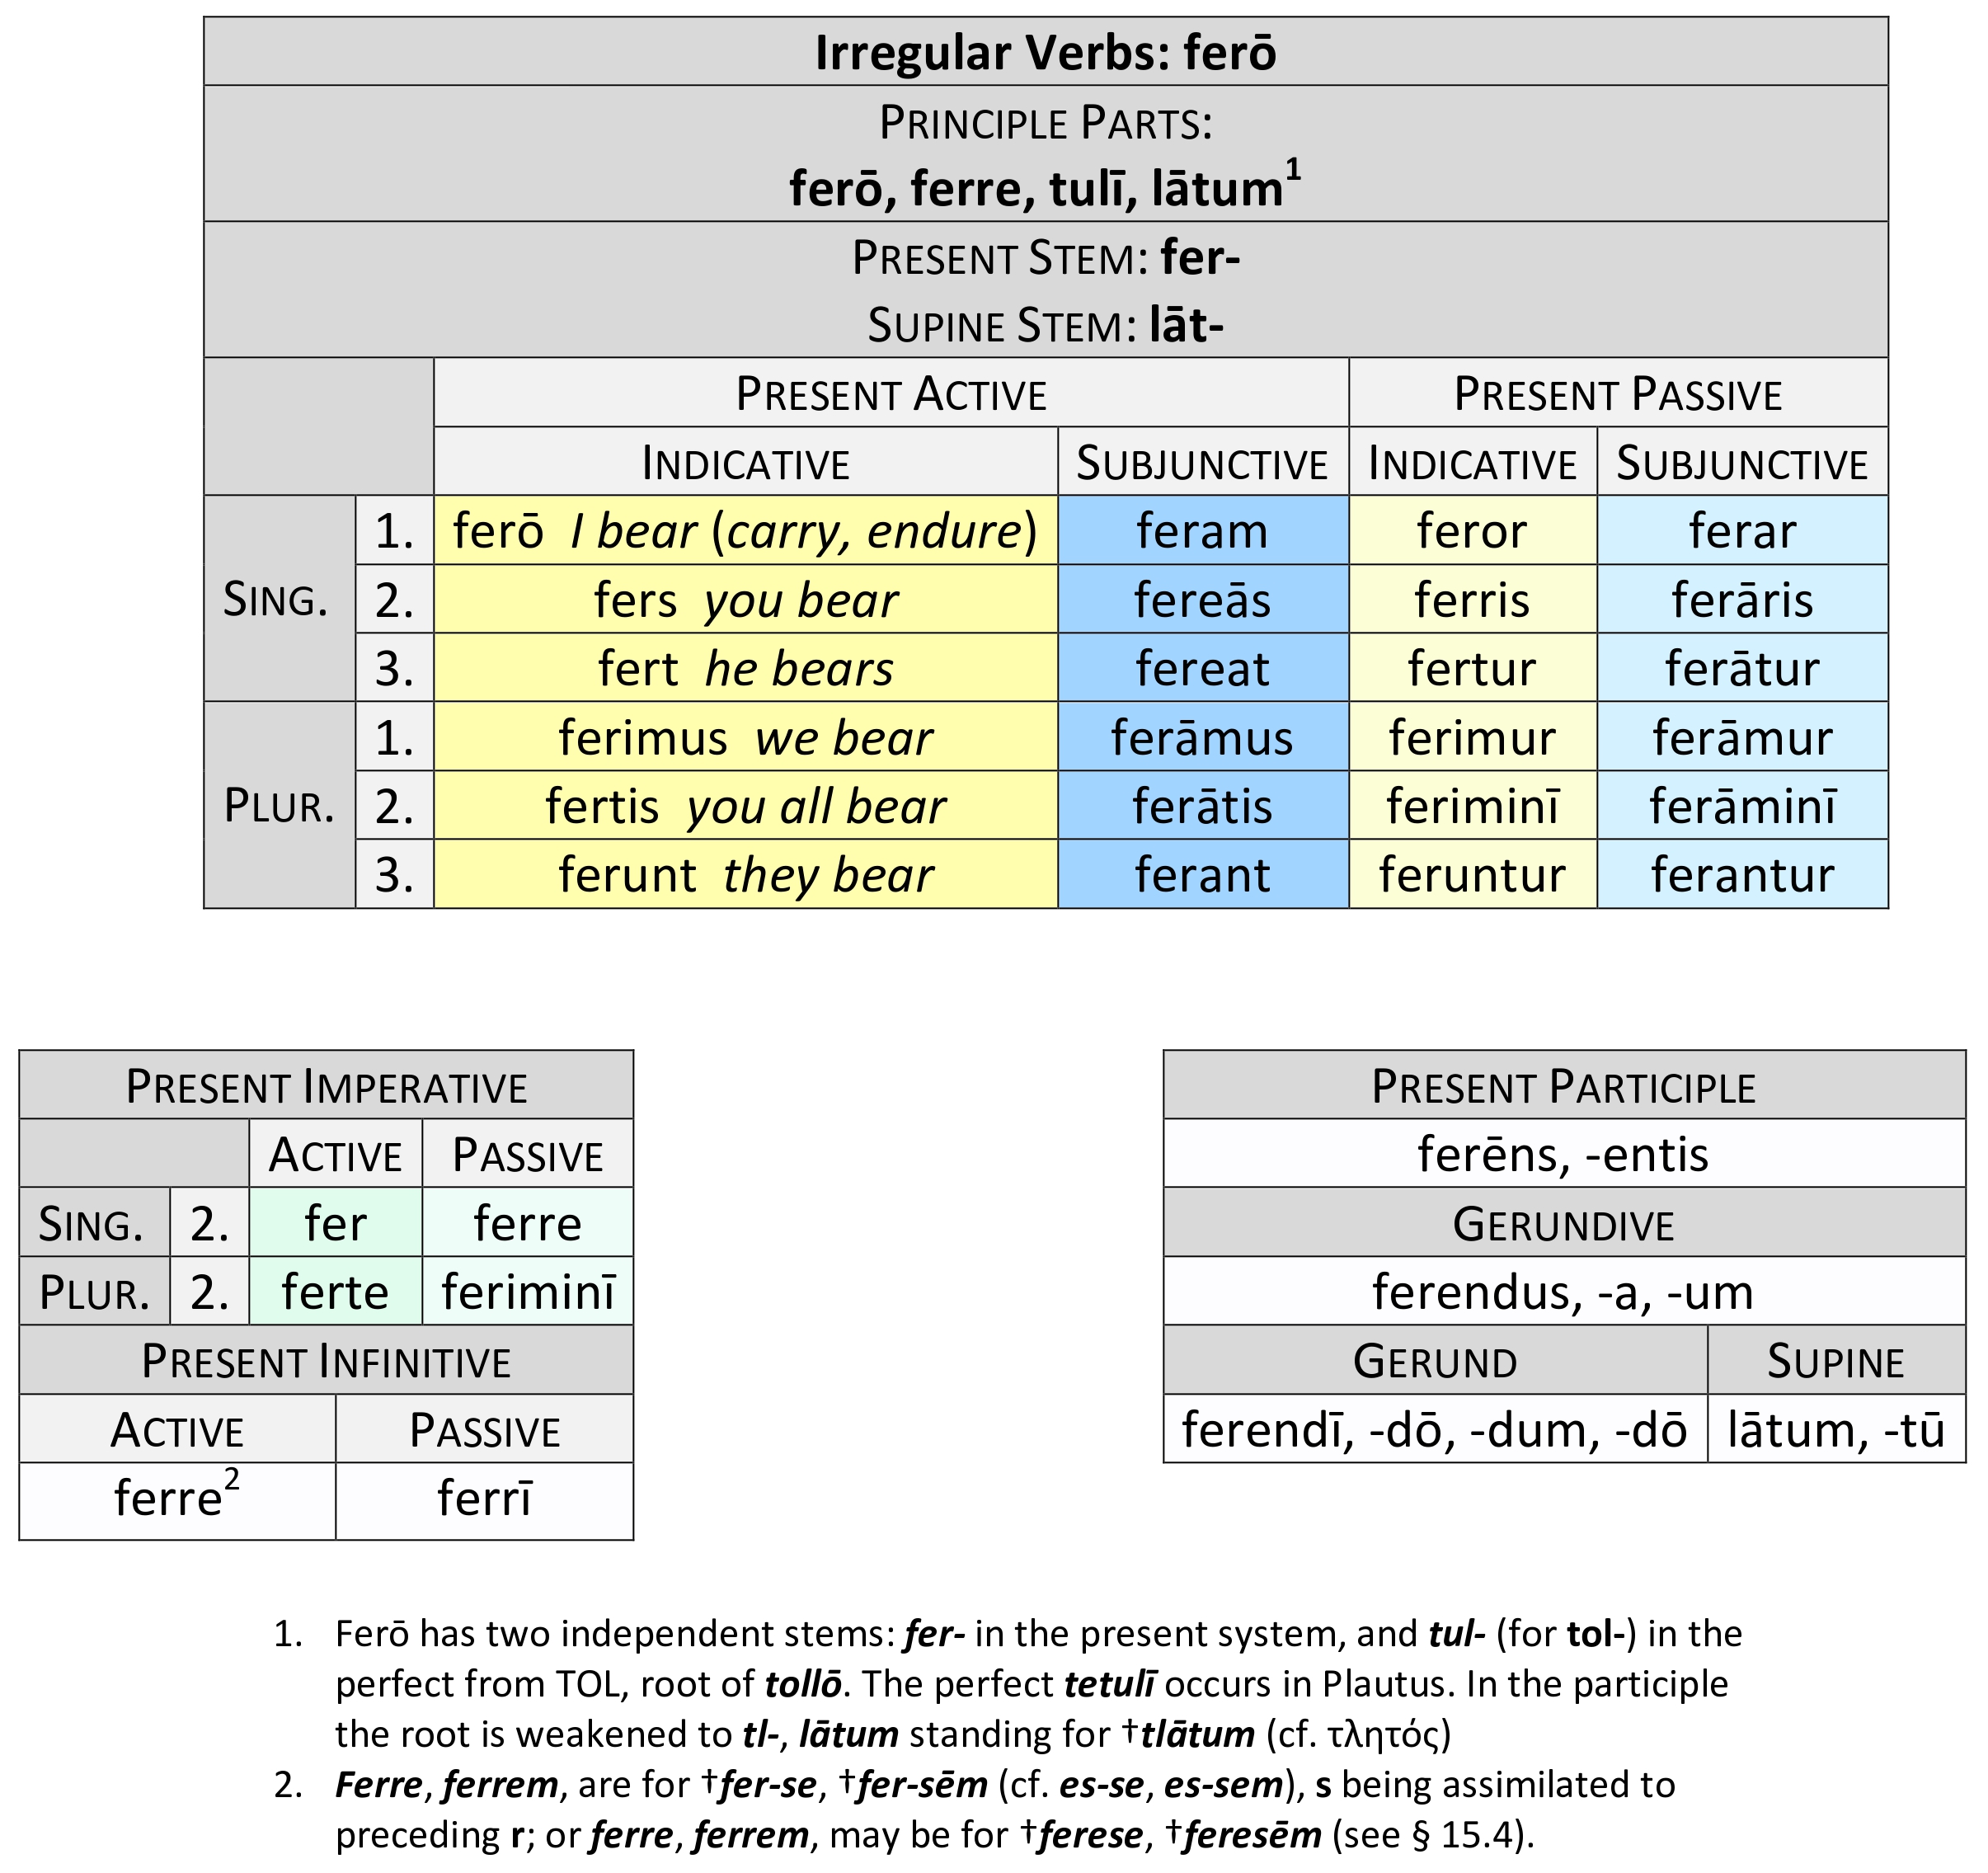 Irregular Verbs: ferō
PRINCIPLE PARTS:
ferō, ferre, tulī, lātum1
PRESENT STEM: fer-
SUPINE STEM: lāt-
PRESENT ACTIVE PRESENT PASSIVE
INDICATIVE SUBJUNCTIVE INDICATIVE SUBJUNCTIVE
SING. 1. ferō I bear (carry, endure) feram feror ferar
2. fers you bear fereās ferris ferāris
3. fert he bears fereat fertur ferātur
PLUR. 1. ferimus we bear ferāmus ferimur ferāmur
2. fertis you all bear ferātis feriminī ferāminī
3. ferunt they bear ferant feruntur ferantur
PRESENT IMPERATIVE
ACTIVE PASSIVE
SING. 2. fer ferre
PLUR. 2. ferte feriminī
PRESENT INFINITIVE
ACTIVE PASSIVE
ferre2 ferrī
PRESENT PARTICIPLE
ferēns, -entis
GERUNDIVE
ferendus, -a, -um
GERUND SUPINE
ferendī, -dō, -dum, -dō lātum, -tū
1. Ferō has two independent stems: fer- in the present system, and tul- (for tol-) in the
perfect from TOL, root of tollō. The perfect tetulī occurs in Plautus. In the participle
the root is weakened to tl-, lātum standing for †tlātum (cf. τλητός)
2. Ferre, ferrem, are for †fer-se, †fer-sēm (cf. es-se, es-sem), s being assimilated to
preceding r; or ferre, ferrem, may be for †ferese, †feresēm (see § 15.4).